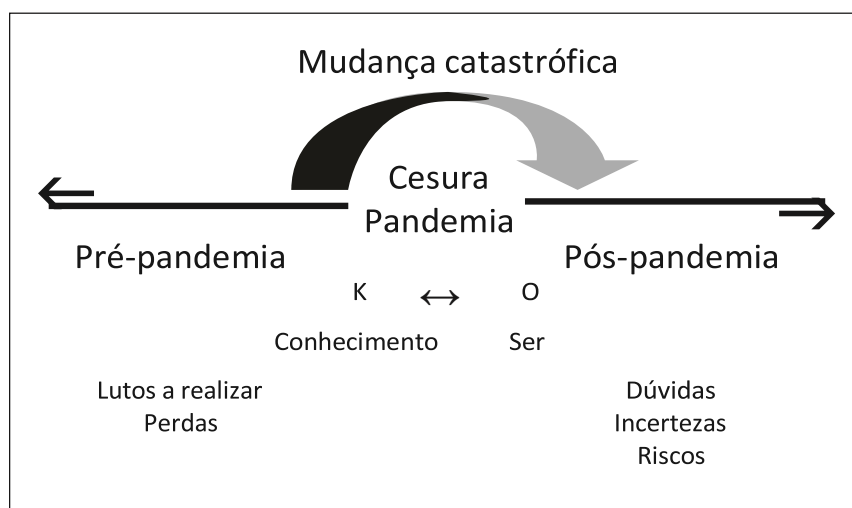 Mudança catastrófica
Cesura
Pandemia
Pré-pandemia
Pós-pandemia
K ↔ O
Conhecimento Ser
Lutos a realizar
Perdas
Dúvidas
Incertezas
Riscos